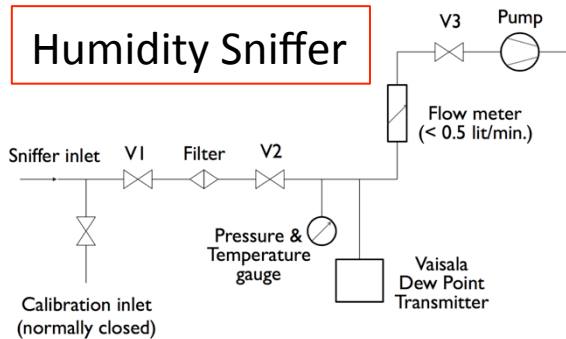 Humidity Sniffer
V3
Pump
Flow meter
(< 0.5 lit/min.)
Sniffer inlet
V1
Filter
V2
Pressure &
Temperature
gauge
Vaisala
Dew Point
Transmitter
Calibration inlet
(normally closed)